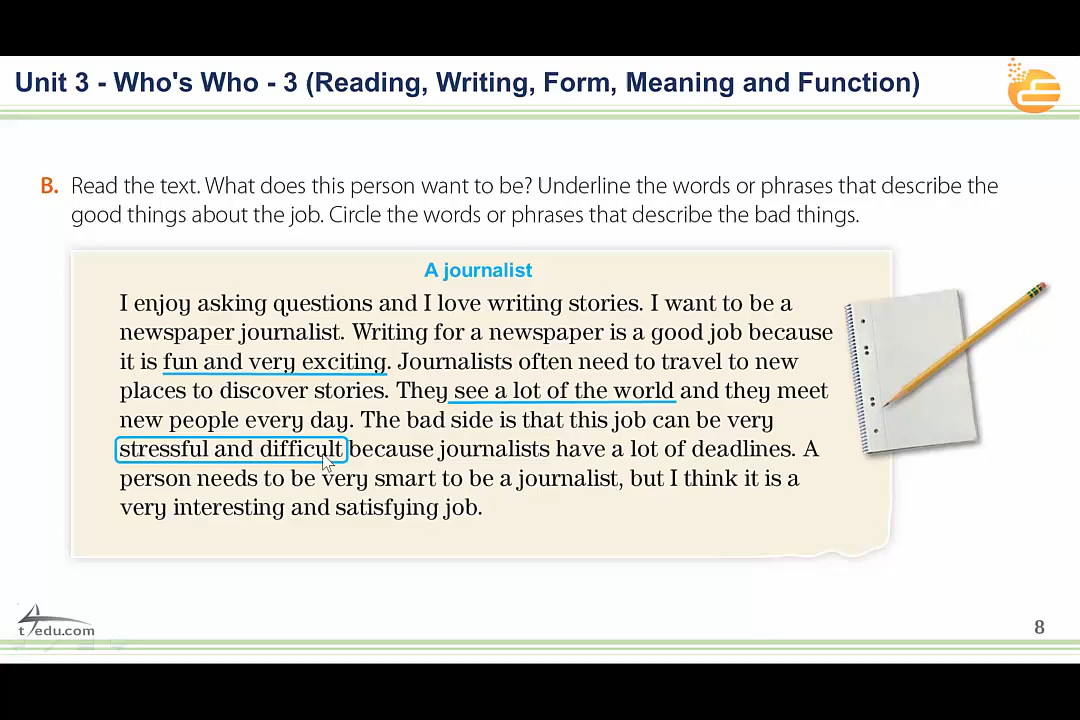 Unit 3 - Who's Who - 3 (Reading, Writing, Form, Meaning and Function)
B. Read the text. What does this person want to be? Underline the words or phrases that describe the
good things about the job. Circle the words or phrases that describe the bad things.
A journalist
I enjoy asking questions and I love writing stories. I want to be a
newspaper journalist. Writing for a newspaper is a good job because
it is fun and very exciting. Journalists often need to travel to new
places to discover stories. They see a lot of the world and they meet
new people every day. The bad side is that this job can be very
stressful and difficult because journalists have a lot of deadlines. A
person needs to be very smart to be a journalist, but I think it is a
very interesting and satisfying job.
t4edu.com
8